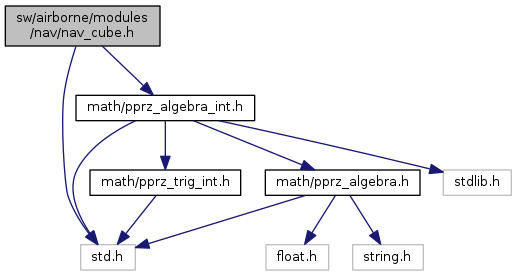 sw/airborne/modules
/nav/nav_cube.h
math/pprz_algebra_int.h
math/pprz_trig_int.h
math/pprz_algebra.h
stdlib.h
std.h
float.h
string.h